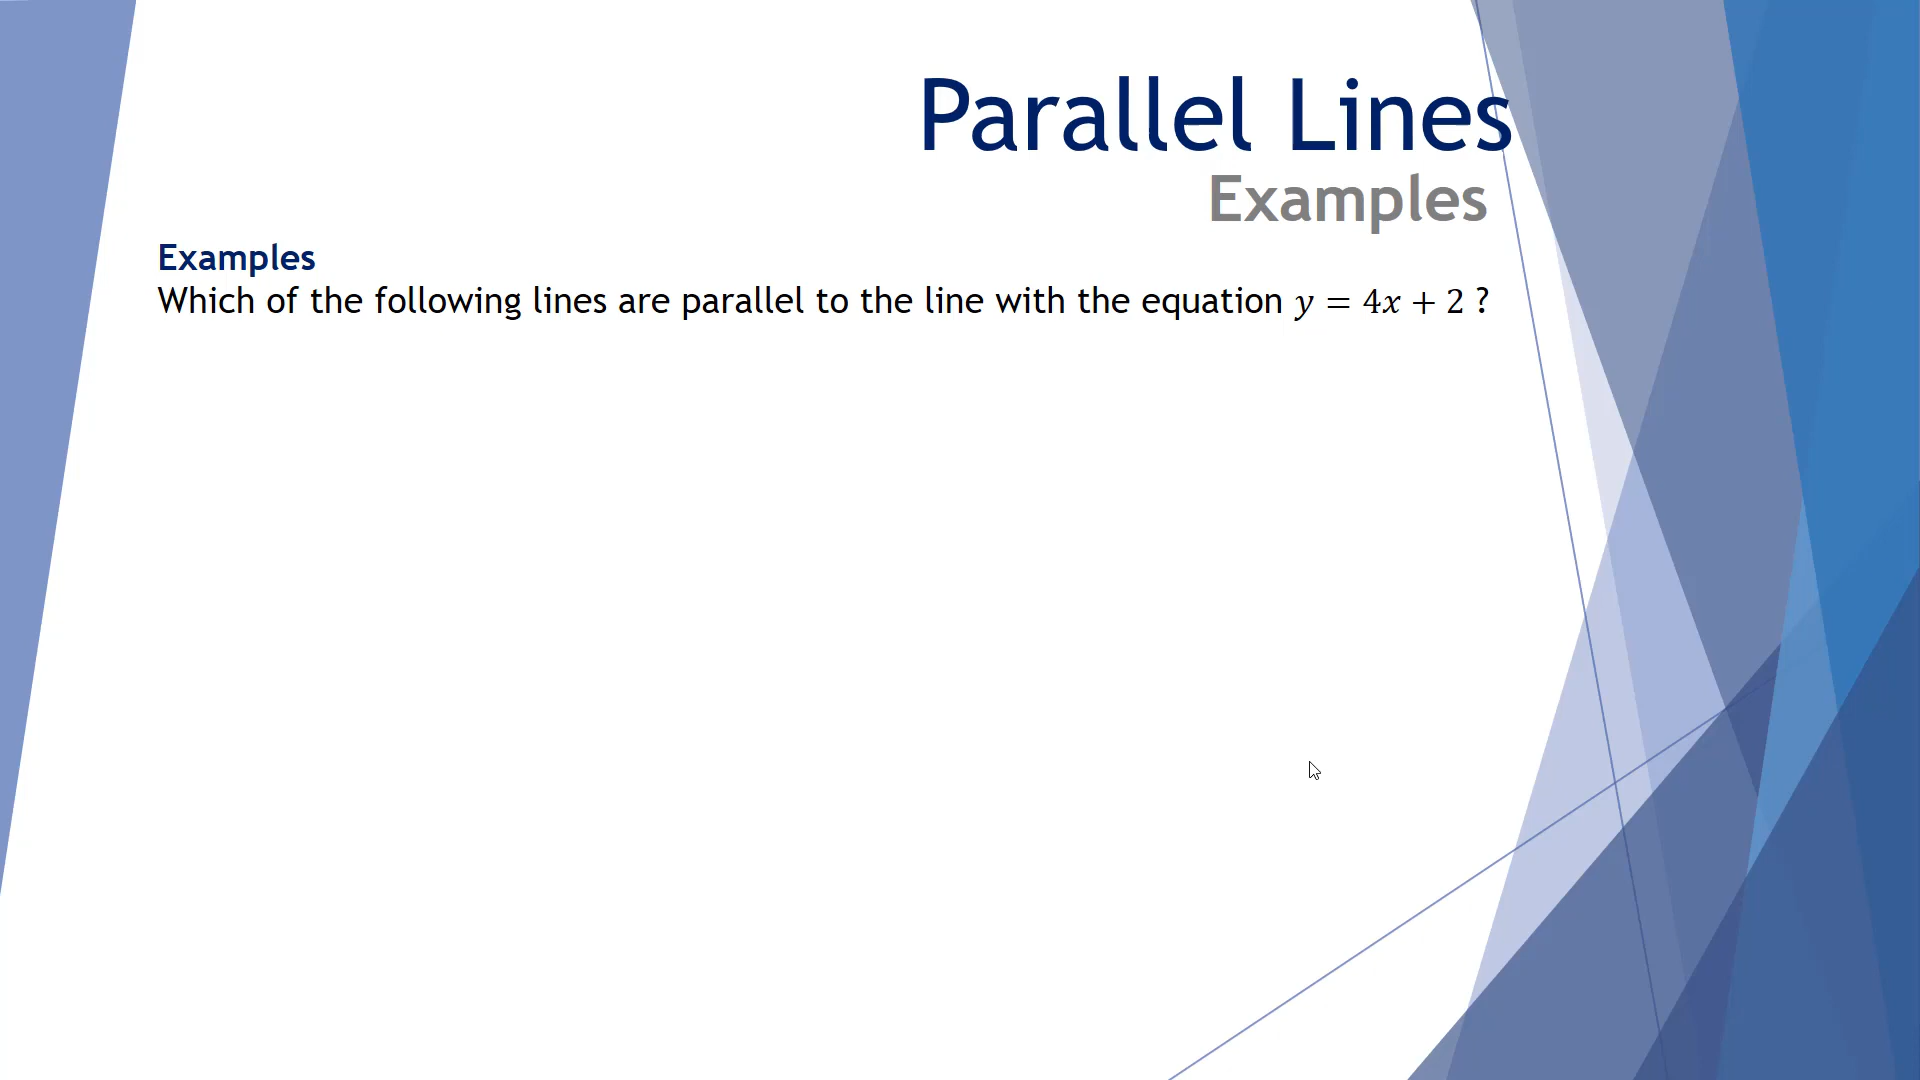 Parallel Lines
Examples
Examples
Which of the following lines are parallel to the line with the equation y = 4x + 2 ?